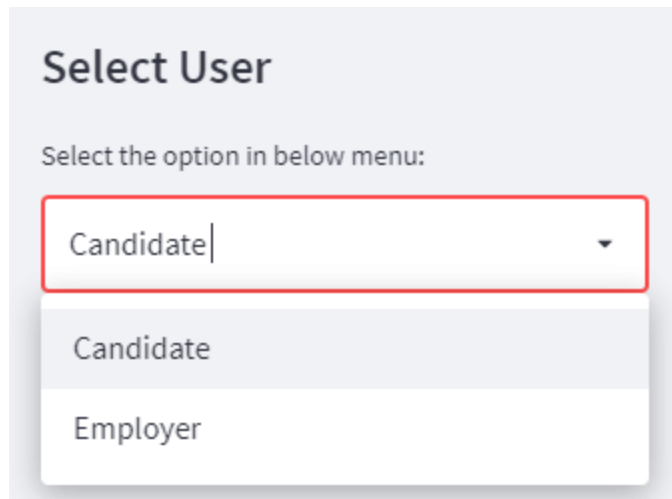 Select User
Select the option in below menu:
Candidate
Candidate
Employer